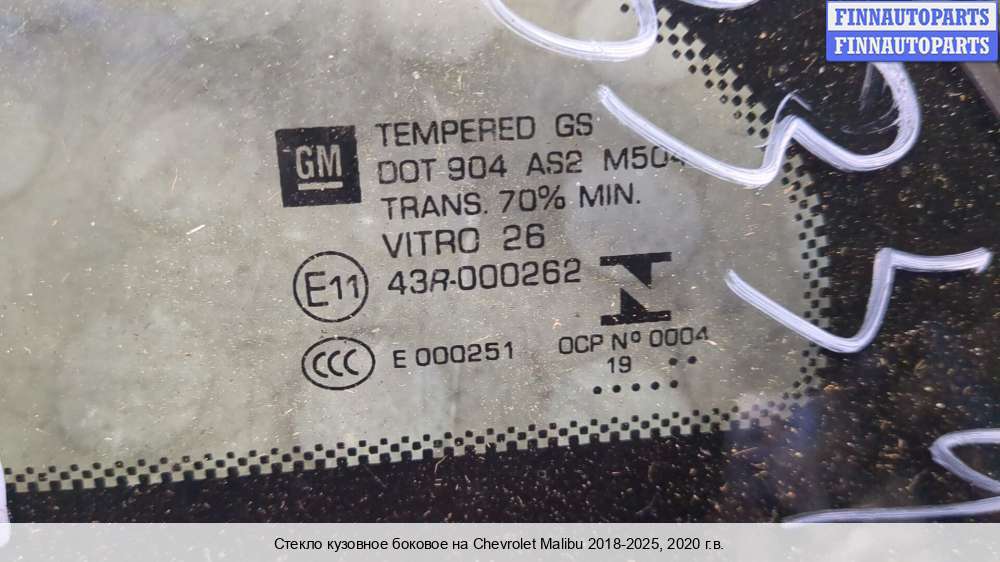 FINNAUTOPARTS
FINNAUTOPARTS
GM
TEMPERED GS
DOT 904 AS2 M504
TRANS. 70% MIN.
VITRO 26
E11 43R-000262
CCC E 000251
OCP Nº 0004
19
Стекло кузовное боковое на Chevrolet Malibu 2018-2025, 2020 г.в.